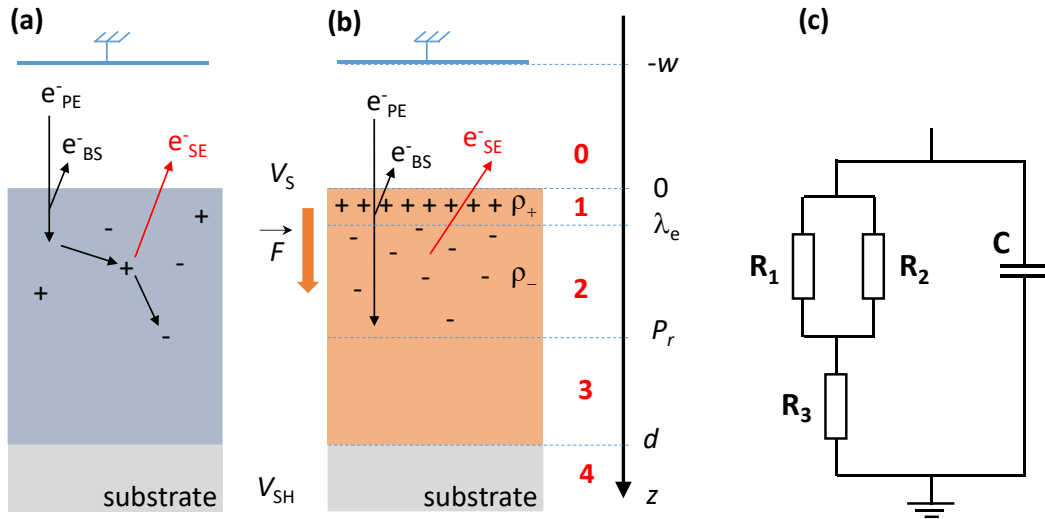 (a)
e⁻PE
e⁻BS
e⁻SE
+
-
+
-
+
-
substrate
(b)
e⁻PE
e⁻BS
e⁻SE
VS
F
+ + + + + + + +
ρ+
- - - - - - - -
ρ−
VSH
substrate
0
1
2
3
4
-w
0
λe
Pr
d
z
(c)
R1
R2
C
R3